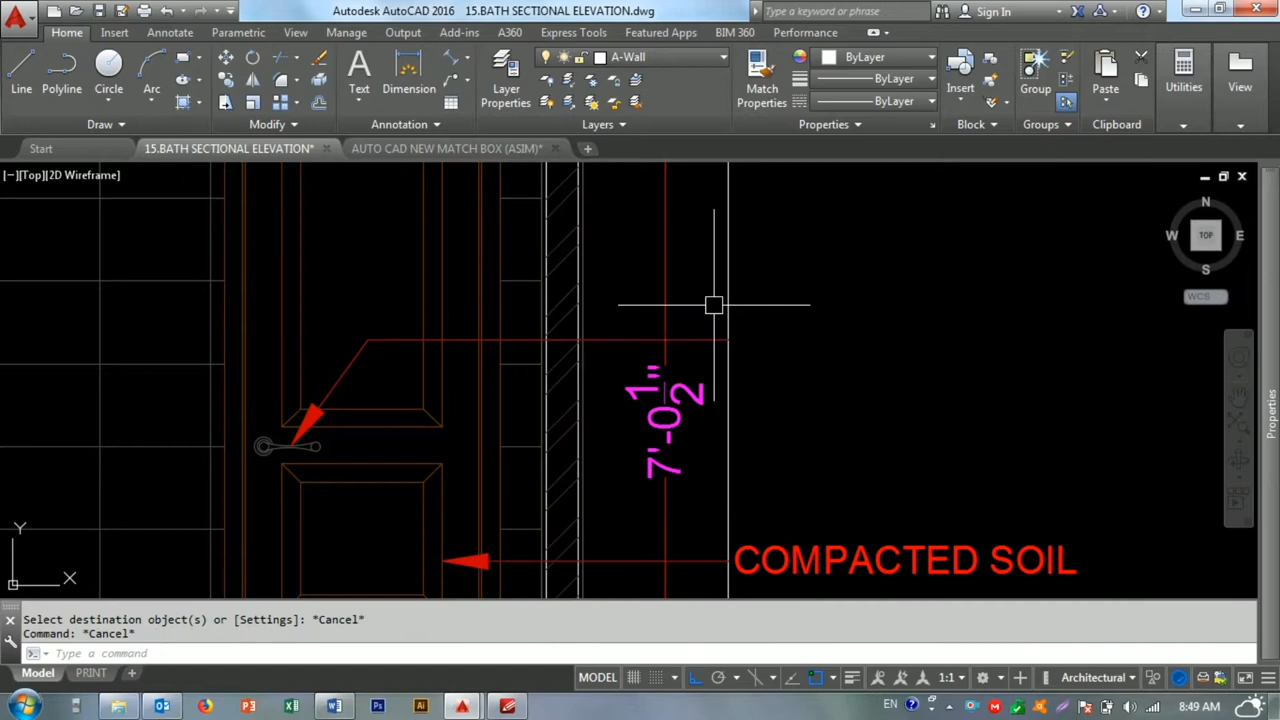 Autodesk AutoCAD 2016 15.BATH SECTIONAL ELEVATION.dwg
Type a keyword or phrase
Sign In
Home Insert Annotate Parametric View Manage Output Add-ins A360 Express Tools Featured Apps BIM 360 Performance
A-Wall
ByLayer
ByLayer
ByLayer
Line Polyline Circle Arc
Text Dimension
Layer Properties
Match Properties
Insert
Group
Paste
Utilities
View
Draw Modify Annotation Layers Properties Block Groups Clipboard
Start 15.BATH SECTIONAL ELEVATION* AUTO CAD NEW MATCH BOX (ASIM)*
[−][Top][2D Wireframe]
N
W TOP E
S
WCS
Properties
7'-0 1/2"
COMPACTED SOIL
Y
X
Select destination object(s) or [Settings]: *Cancel*
Command: *Cancel*
Type a command
Model PRINT
MODEL 1:1 Architectural
EN 8:49 AM